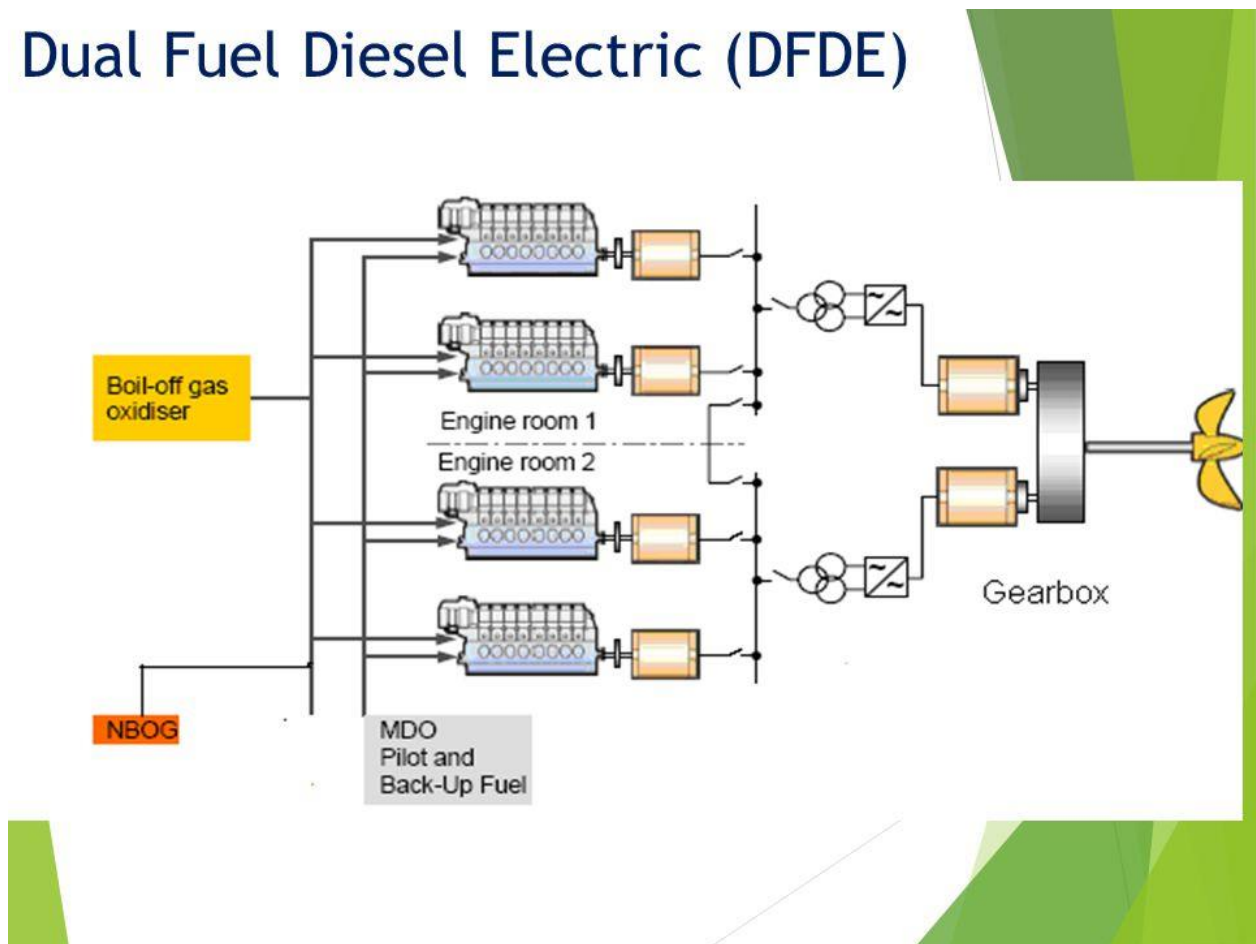 Dual Fuel Diesel Electric (DFDE)
Boil-off gas
oxidiser
Engine room 1
Engine room 2
Gearbox
NBOG
MDO
Pilot and
Back-Up Fuel